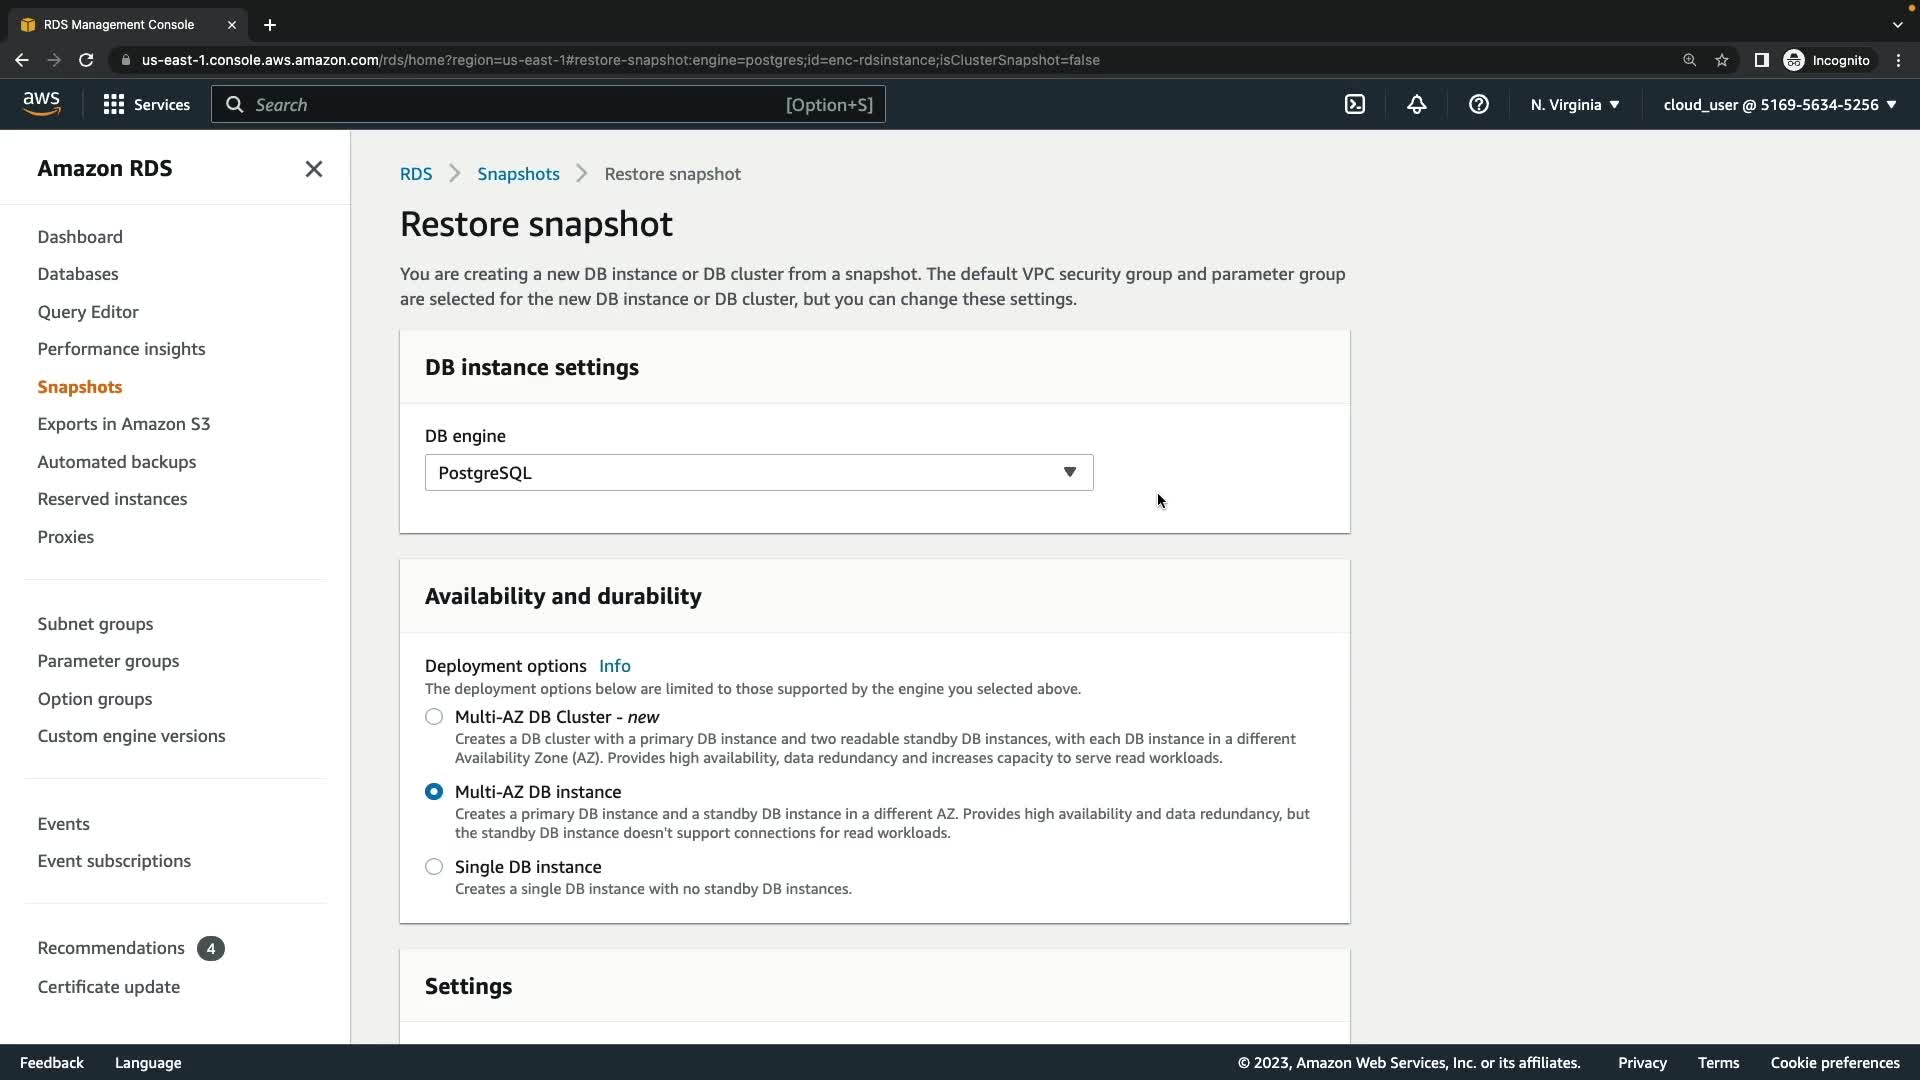 RDS Management Console
us-east-1.console.aws.amazon.com/rds/home?region=us-east-1#restore-snapshot:engine=postgres;id=enc-rdsinstance;isClusterSnapshot=false
Incognito
aws
Services
Search
[Option+S]
N. Virginia
cloud_user @ 5169-5634-5256
Amazon RDS
Dashboard
Databases
Query Editor
Performance insights
Snapshots
Exports in Amazon S3
Automated backups
Reserved instances
Proxies
Subnet groups
Parameter groups
Option groups
Custom engine versions
Events
Event subscriptions
Recommendations 4
Certificate update
RDS > Snapshots > Restore snapshot
Restore snapshot
You are creating a new DB instance or DB cluster from a snapshot. The default VPC security group and parameter group
are selected for the new DB instance or DB cluster, but you can change these settings.
DB instance settings
DB engine
PostgreSQL
Availability and durability
Deployment options Info
The deployment options below are limited to those supported by the engine you selected above.
Multi-AZ DB Cluster - new
Creates a DB cluster with a primary DB instance and two readable standby DB instances, with each DB instance in a different
Availability Zone (AZ). Provides high availability, data redundancy and increases capacity to serve read workloads.
Multi-AZ DB instance
Creates a primary DB instance and a standby DB instance in a different AZ. Provides high availability and data redundancy, but
the standby DB instance doesn't support connections for read workloads.
Single DB instance
Creates a single DB instance with no standby DB instances.
Settings
Feedback
Language
© 2023, Amazon Web Services, Inc. or its affiliates.
Privacy
Terms
Cookie preferences